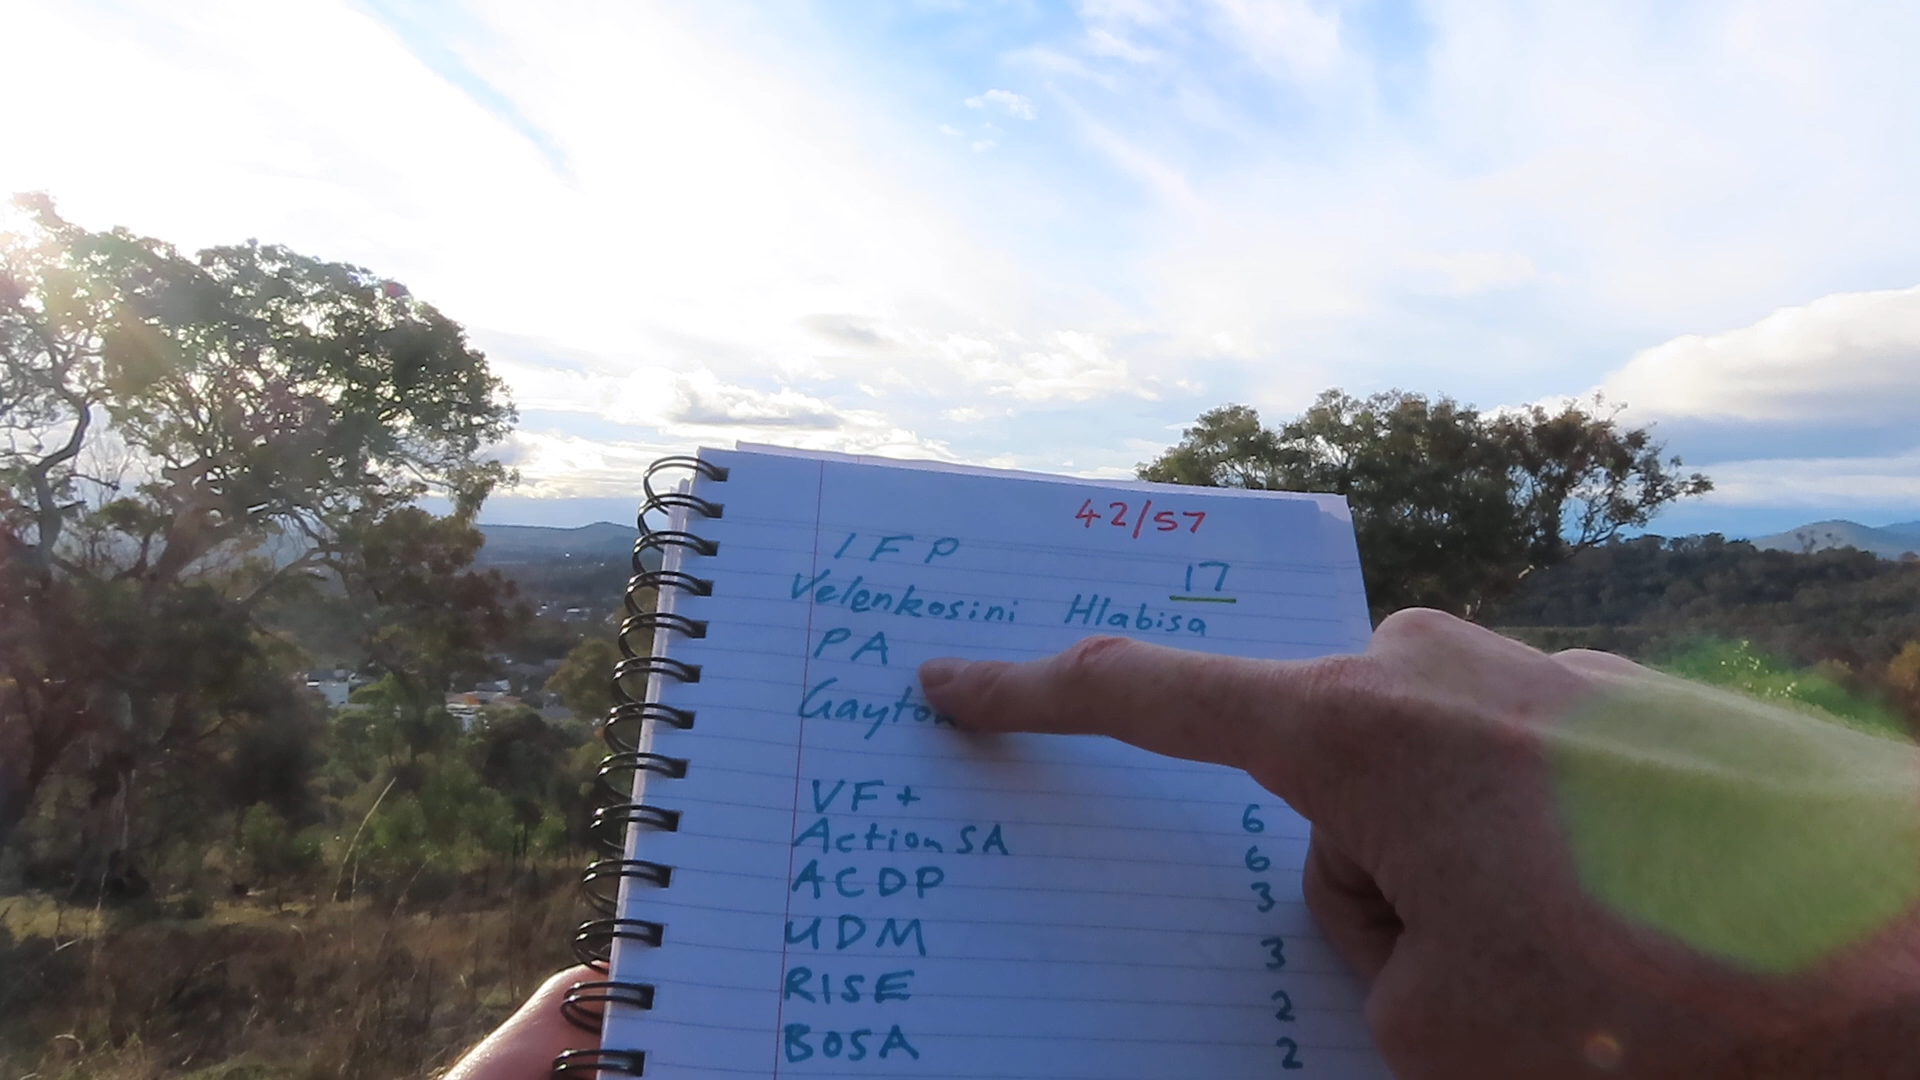 42/57
IFP 17
Velenkosini Hlabisa
PA
Gayton
VF+ 6
ActionSA 6
ACDP 3
UDM 3
RISE 2
BOSA 2